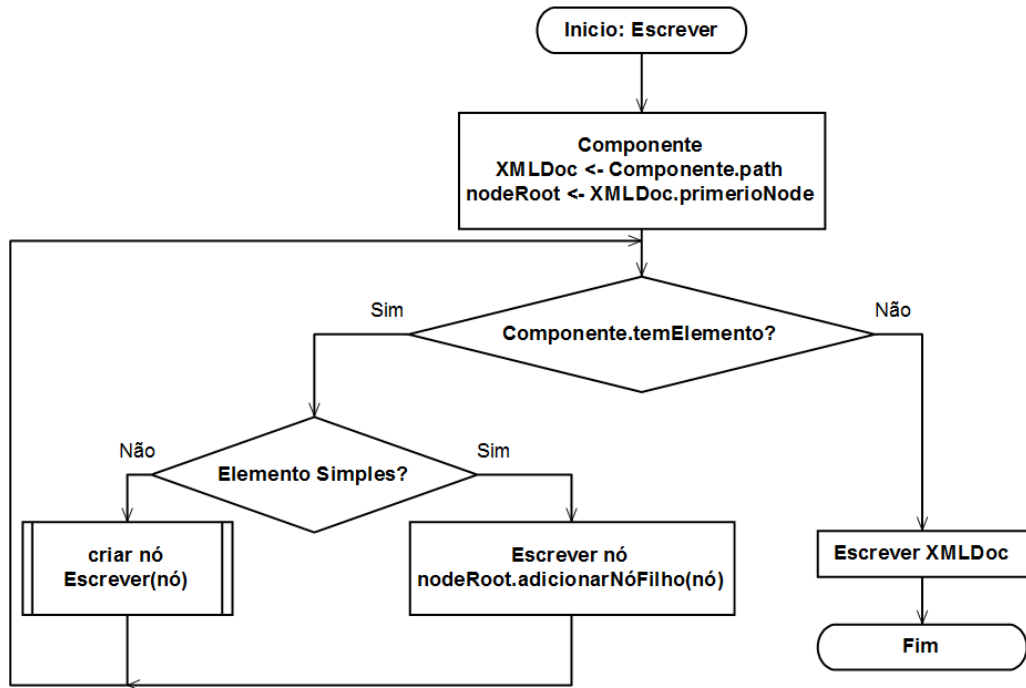 Inicio: Escrever
Componente
XMLDoc <- Componente.path
nodeRoot <- XMLDoc.primerioNode
Sim
Não
Componente.temElemento?
Não
Sim
Elemento Simples?
criar nó
Escrever(nó)
Escrever nó
nodeRoot.adicionarNóFilho(nó)
Escrever XMLDoc
Fim